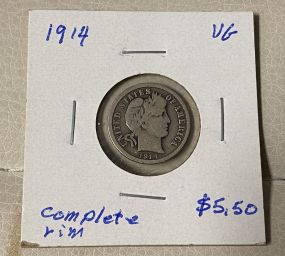 1914 VG
UNITED STATES OF AMERICA
1914
complete $5.50
rim